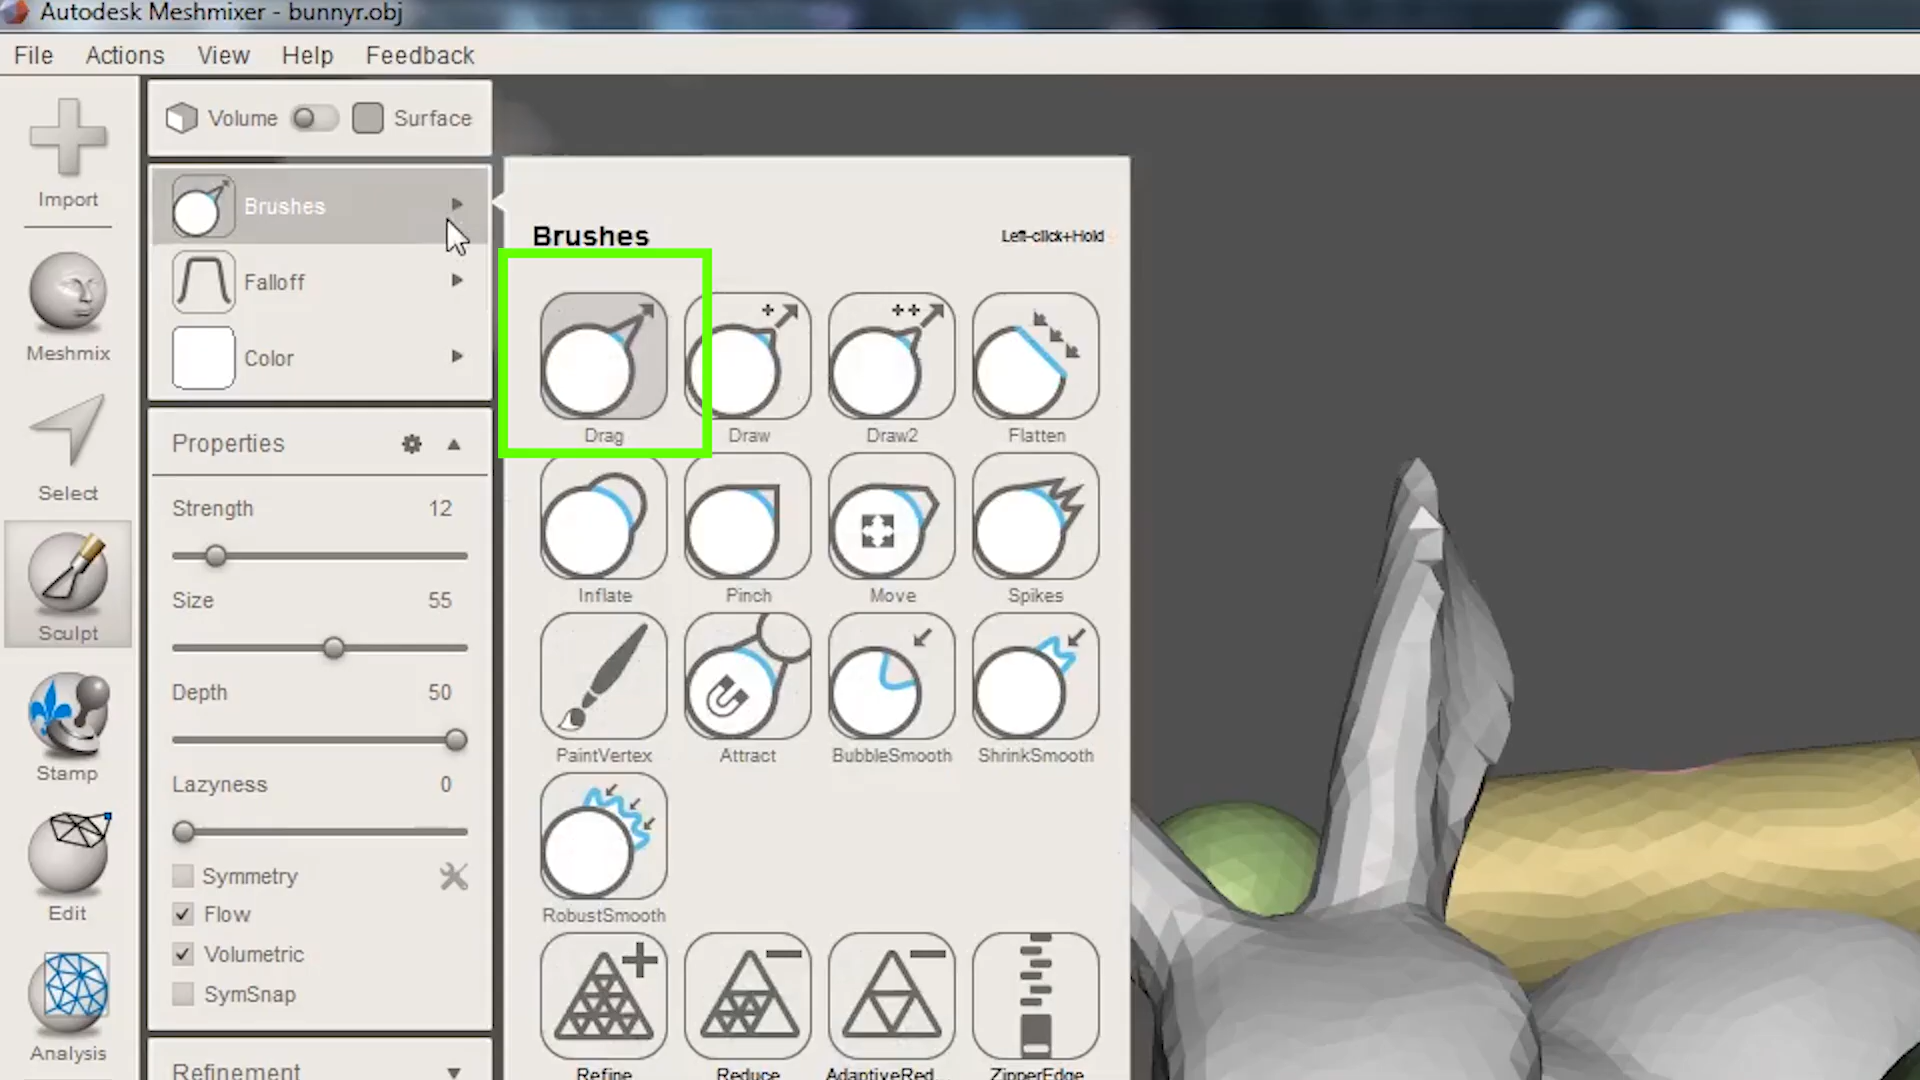 Autodesk Meshmixer - bunnyr.obj
File Actions View Help Feedback
Import
Meshmix
Select
Sculpt
Stamp
Edit
Analysis
Volume Surface
Brushes
Falloff
Color
Properties
Strength 12
Size 55
Depth 50
Lazyness 0
Symmetry
Flow
Volumetric
SymSnap
Refinement
Brushes Left-click+Hold
Drag Draw Draw2 Flatten
Inflate Pinch Move Spikes
PaintVertex Attract BubbleSmooth ShrinkSmooth
RobustSmooth
Refine Reduce AdaptiveRed... ZipperEdge